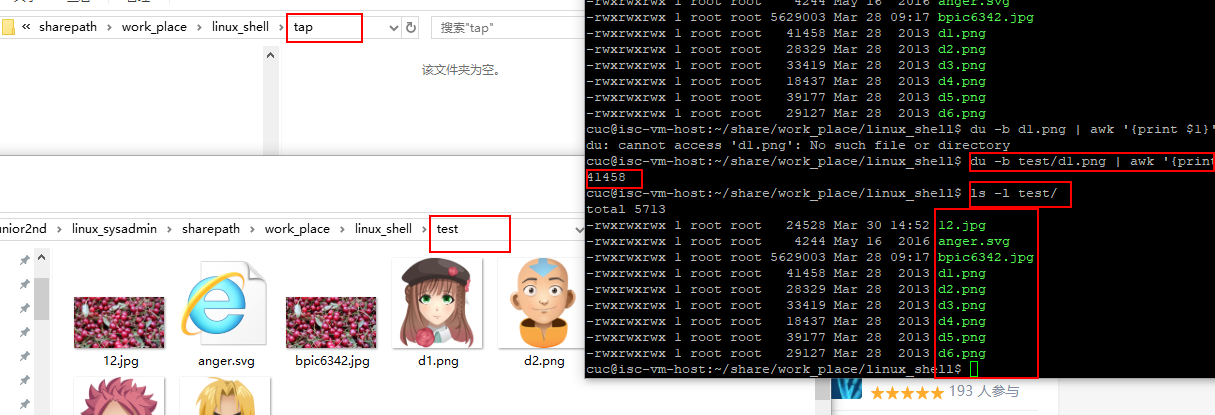 « sharepath › work_place › linux_shell › tap
搜索"tap"
该文件夹为空。
unior2nd › linux_sysadmin › sharepath › work_place › linux_shell › test
12.jpg anger.svg bpic6342.jpg d1.png d2.png
-rwxrwxrwx 1 root root 4244 May 16 2016 anger.svg
-rwxrwxrwx 1 root root 5629003 Mar 28 09:17 bpic6342.jpg
-rwxrwxrwx 1 root root 41458 Mar 28 2013 d1.png
-rwxrwxrwx 1 root root 28329 Mar 28 2013 d2.png
-rwxrwxrwx 1 root root 33419 Mar 28 2013 d3.png
-rwxrwxrwx 1 root root 18437 Mar 28 2013 d4.png
-rwxrwxrwx 1 root root 39177 Mar 28 2013 d5.png
-rwxrwxrwx 1 root root 29127 Mar 28 2013 d6.png
cuc@isc-vm-host:~/share/work_place/linux_shell$ du -b d1.png | awk '{print $1}'
du: cannot access 'd1.png': No such file or directory
cuc@isc-vm-host:~/share/work_place/linux_shell$ du -b test/d1.png | awk '{print
41458
cuc@isc-vm-host:~/share/work_place/linux_shell$ ls -l test/
total 5713
-rwxrwxrwx 1 root root 24528 Mar 30 14:52 12.jpg
-rwxrwxrwx 1 root root 4244 May 16 2016 anger.svg
-rwxrwxrwx 1 root root 5629003 Mar 28 09:17 bpic6342.jpg
-rwxrwxrwx 1 root root 41458 Mar 28 2013 d1.png
-rwxrwxrwx 1 root root 28329 Mar 28 2013 d2.png
-rwxrwxrwx 1 root root 33419 Mar 28 2013 d3.png
-rwxrwxrwx 1 root root 18437 Mar 28 2013 d4.png
-rwxrwxrwx 1 root root 39177 Mar 28 2013 d5.png
-rwxrwxrwx 1 root root 29127 Mar 28 2013 d6.png
cuc@isc-vm-host:~/share/work_place/linux_shell$
193 人参与